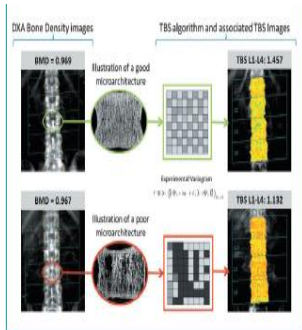 DXA Bone Density images
TBS algorithm and associated TBS Images
BMD = 0.969
Illustration of a good
microarchitecture
TBS L1-L4: 1.457
Experimental Variogram
BMD = 0.967
Illustration of a poor
microarchitecture
TBS L1-L4: 1.132